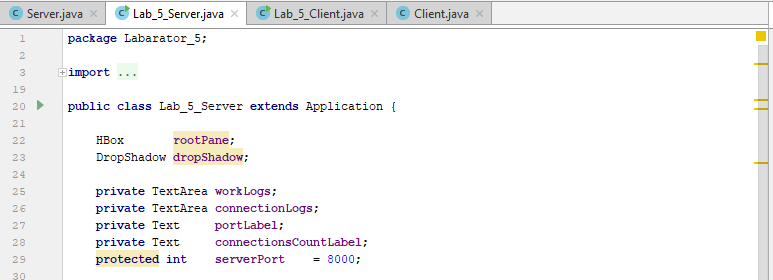 Server.java Lab_5_Server.java Lab_5_Client.java Client.java
1 package Labarator_5;
2
3 import ...
19
20 public class Lab_5_Server extends Application {
21
22 HBox rootPane;
23 DropShadow dropShadow;
24
25 private TextArea workLogs;
26 private TextArea connectionLogs;
27 private Text portLabel;
28 private Text connectionsCountLabel;
29 protected int serverPort = 8000;
30